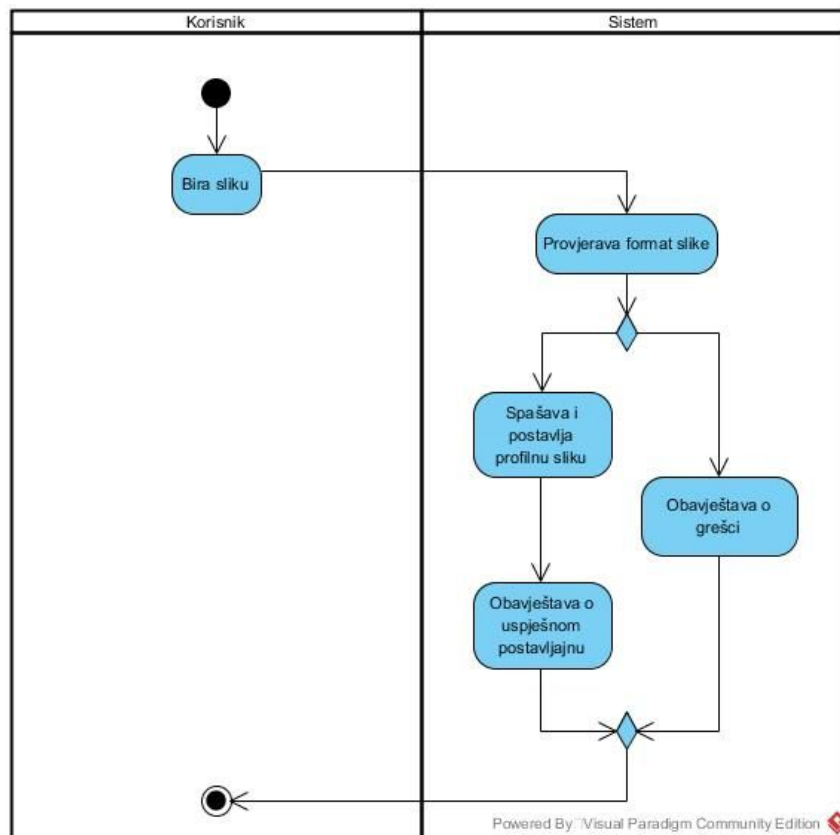 Korisnik
Sistem
Bira sliku
Provjerava format slike
Spašava i
postavlja
profilnu sliku
Obavještava o
grešci
Obavještava o
uspješnom
postavljajnu
Powered By Visual Paradigm Community Edition